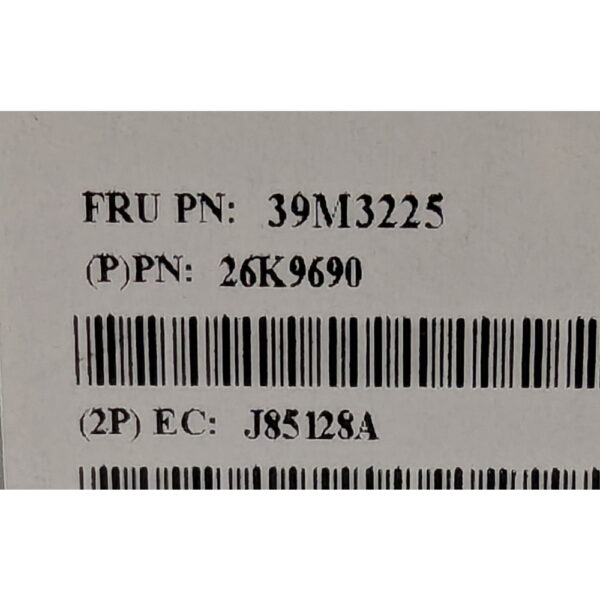 FRU PN: 39M3225
(P)PN: 26K9690
(2P) EC: J85128A